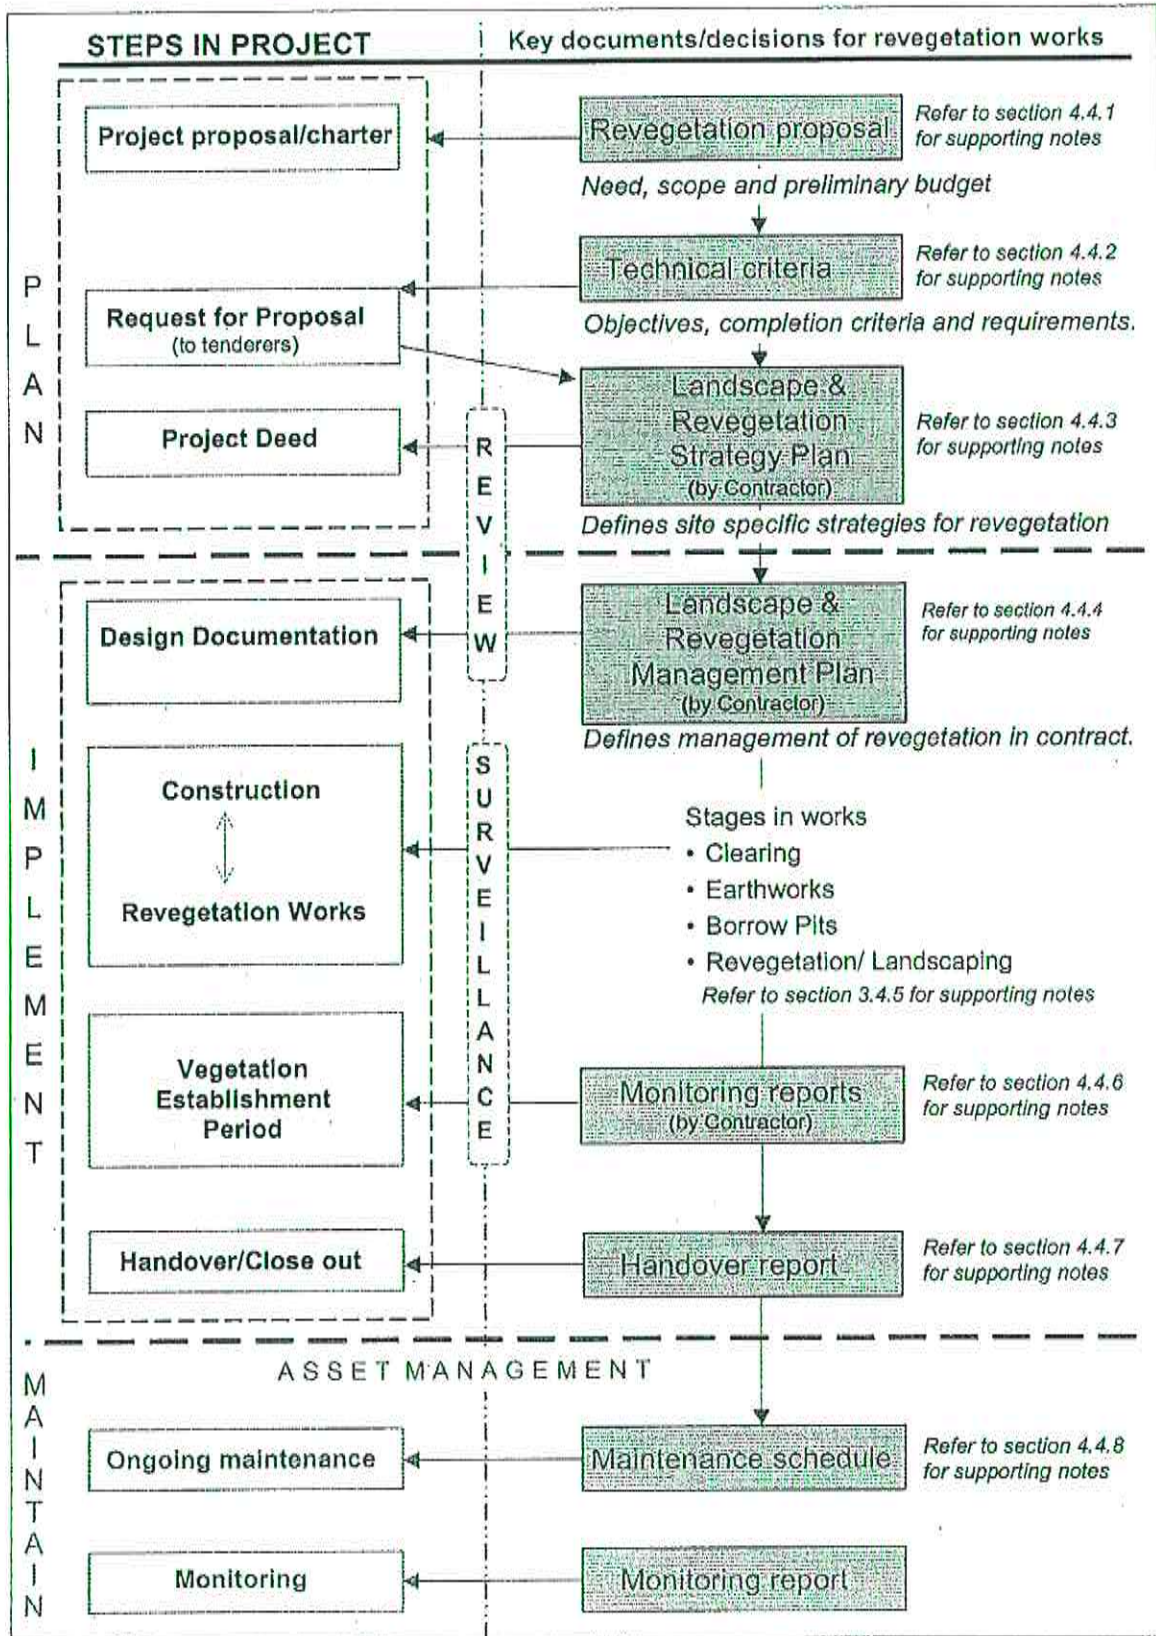 STEPS IN PROJECT
Key documents/decisions for revegetation works
PLAN
Project proposal/charter
Revegetation proposal
Refer to section 4.4.1
for supporting notes
Need, scope and preliminary budget
Technical criteria
Refer to section 4.4.2
for supporting notes
Request for Proposal
(to tenderers)
Objectives, completion criteria and requirements.
Landscape &
Revegetation
Strategy Plan
(by Contractor)
Refer to section 4.4.3
for supporting notes
Project Deed
REVIEW
Defines site specific strategies for revegetation
IMPLEMENT
Design Documentation
Landscape &
Revegetation
Management Plan
(by Contractor)
Refer to section 4.4.4
for supporting notes
Defines management of revegetation in contract.
SURVEILLANCE
Construction
Revegetation Works
Stages in works
• Clearing
• Earthworks
• Borrow Pits
• Revegetation/ Landscaping
Refer to section 3.4.5 for supporting notes
Vegetation
Establishment
Period
Monitoring reports
(by Contractor)
Refer to section 4.4.6
for supporting notes
Handover/Close out
Handover report
Refer to section 4.4.7
for supporting notes
MAINTAIN
ASSET MANAGEMENT
Ongoing maintenance
Maintenance schedule
Refer to section 4.4.8
for supporting notes
Monitoring
Monitoring report